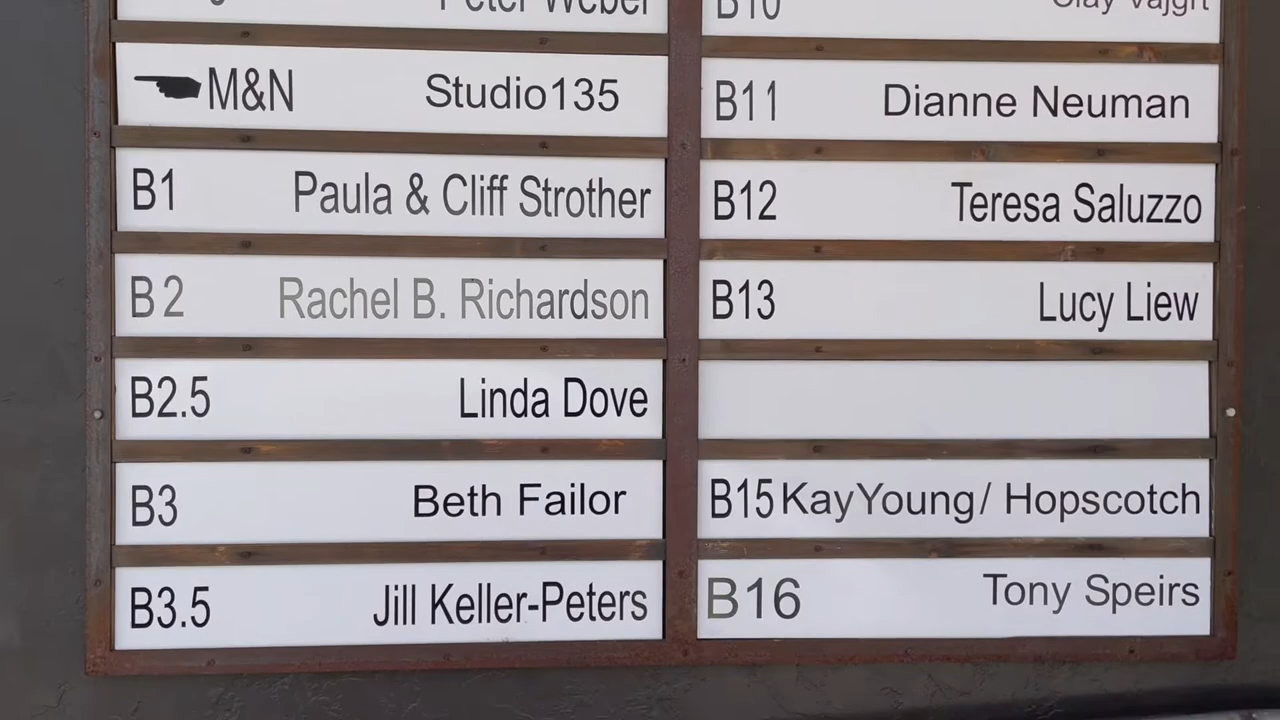 Peter Weber
M&N Studio135
B1 Paula & Cliff Strother
B 2 Rachel B. Richardson
B2.5 Linda Dove
B3 Beth Failor
B3.5 Jill Keller-Peters
B10 Clay Vajgrt
B11 Dianne Neuman
B12 Teresa Saluzzo
B13 Lucy Liew
B15 KayYoung/ Hopscotch
B16 Tony Speirs